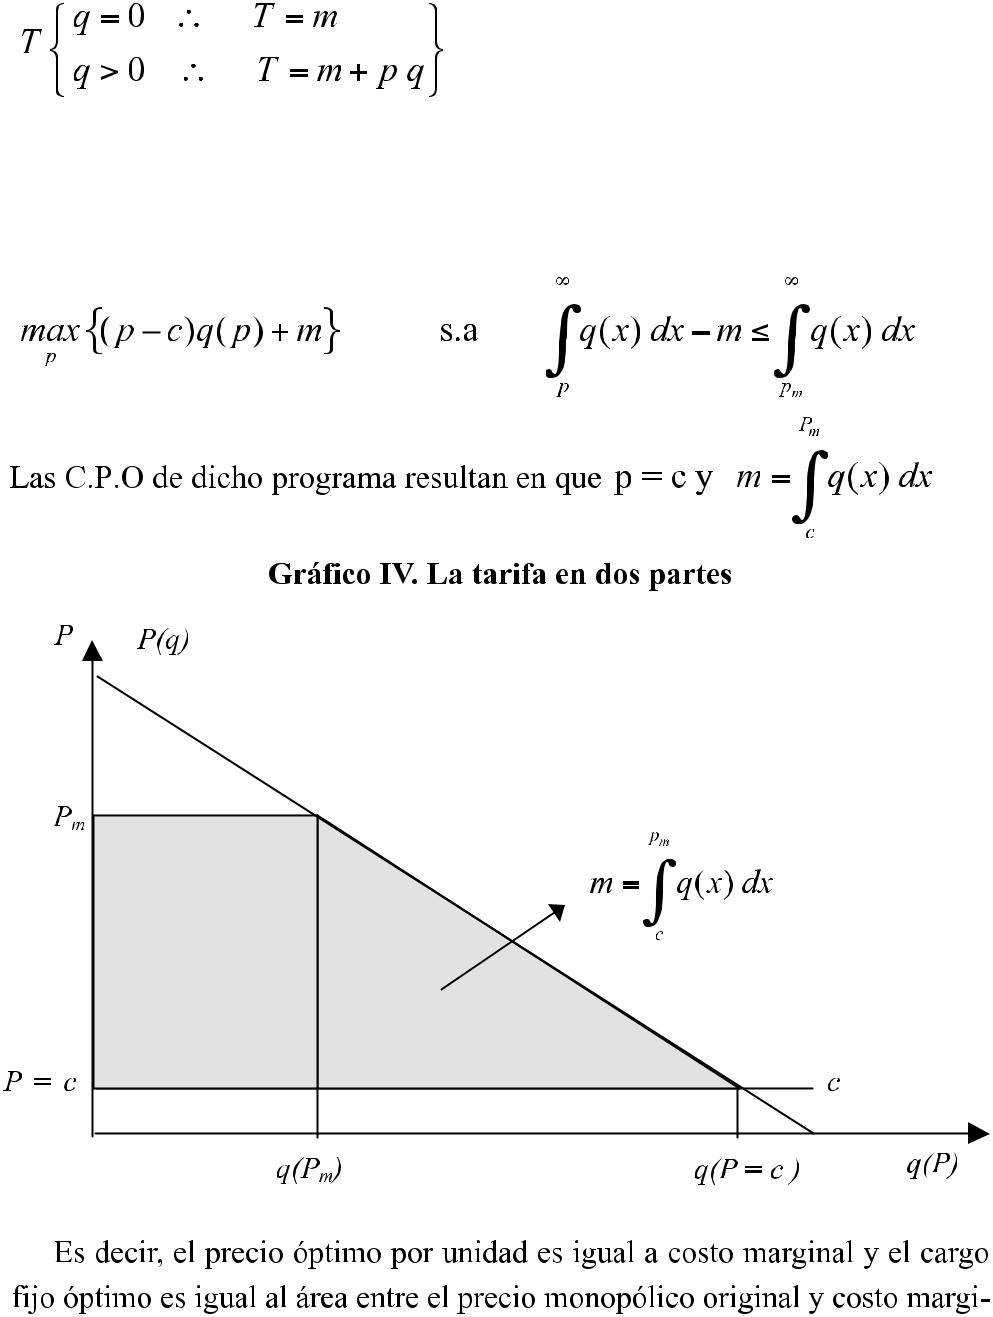 T { q = 0 ∴ T = m
q > 0 ∴ T = m + p q }
max p {(p − c)q(p) + m} s.a ∫_p^∞ q(x) dx − m ≤ ∫_{p_m}^∞ q(x) dx
Las C.P.O de dicho programa resultan en que p = c y m = ∫_c^{P_m} q(x) dx
Gráfico IV. La tarifa en dos partes
P P(q)
P_m
m = ∫_c^{p_m} q(x) dx
P = c c
q(P_m) q(P = c ) q(P)
Es decir, el precio óptimo por unidad es igual a costo marginal y el cargo
fijo óptimo es igual al área entre el precio monopólico original y costo margi-